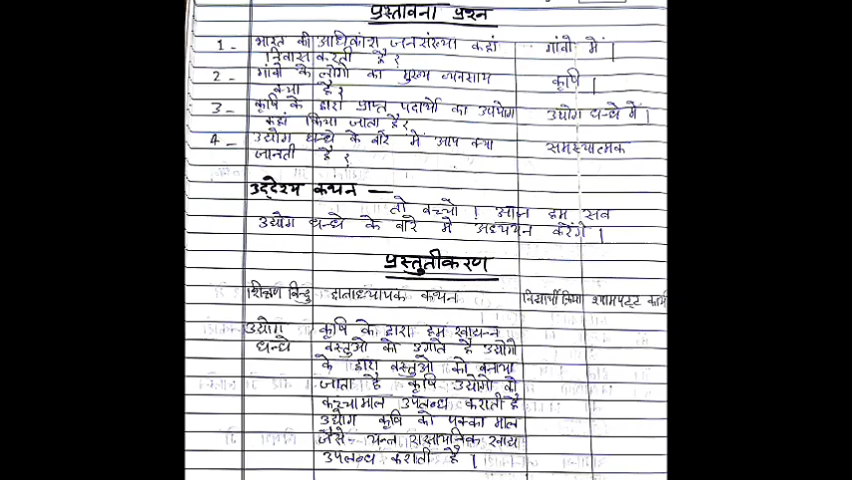 प्रस्तावना प्रश्न
1 - भारत की अधिकांश जनसंख्या कहां गांवो में।
निवास करती है?
2 - गांवो के लोगो का मुख्य व्यवसाय कृषि।
क्या है?
3 - कृषि के द्वारा प्राप्त पदार्थो का उपयोग उद्योग धन्धे में।
कहां किया जाता है?
4 - उद्योग धन्धे के बारे में आप क्या समस्यात्मक
जानती है?
उद्देश्य कथन —
तो बच्चो! आज हम सब
उद्योग धन्धे के बारे में अध्ययन करेंगे।
प्रस्तुतीकरण
शिक्षण बिन्दु छात्राध्यापक कथन विद्यार्थी क्रिया श्यामपट्ट कार्य
उद्योग कृषि के द्वारा हम खाद्यान्न
धन्धे वस्तुओ को उगाते है उद्योगो
के द्वारा वस्तुओ को बनाया
जाता है कृषि उद्योगो को
कच्चामाल उपलब्ध कराती है
उद्योग कृषि को पक्का माल
जैसे- यन्त्र रासायनिक खाद्य
उपलब्ध कराती है।